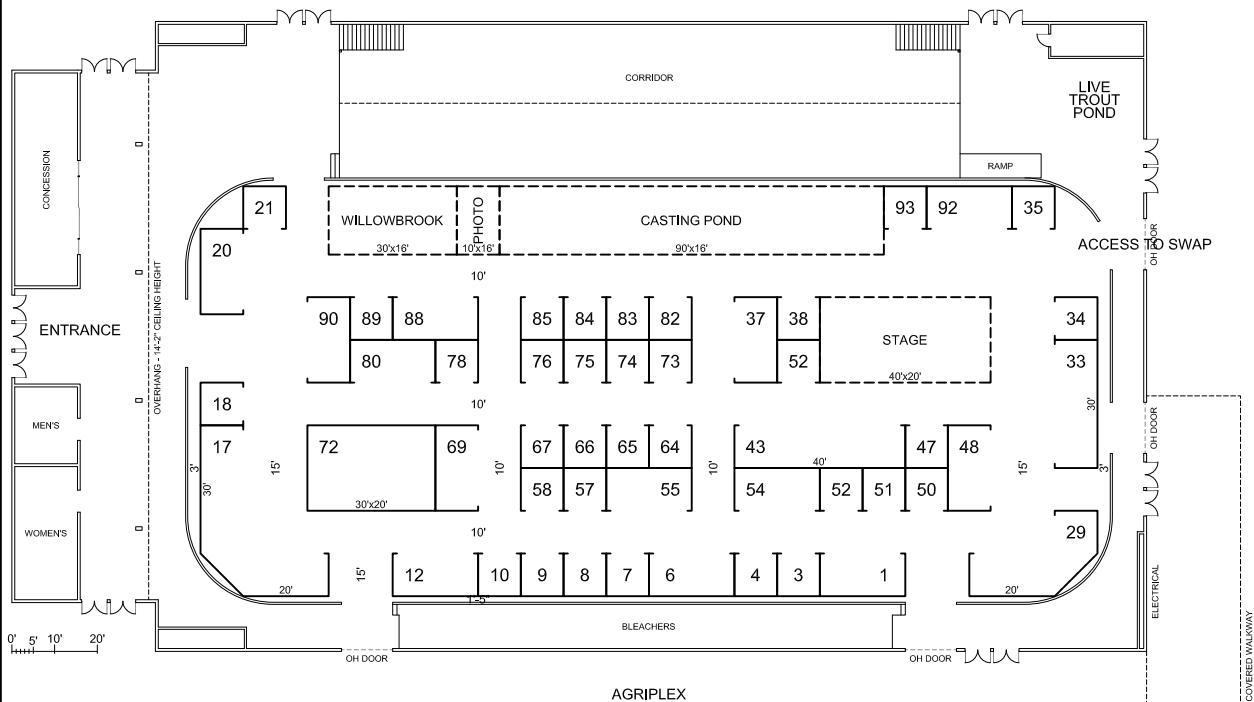 CORRIDOR
LIVE
TROUT
POND
CONCESSION
RAMP
21
WILLOWBROOK
30'x16'
PHOTO
10'x16'
CASTING POND
90'x16'
93
92
35
20
ACCESS TO SWAP
OH DOOR
10'
OVERHANG - 14'-2" CEILING HEIGHT
ENTRANCE
90
89
88
85
84
83
82
37
38
STAGE
40'x20'
34
80
78
76
75
74
73
52
33
30'
18
10'
OH DOOR
MEN'S
17
3'
30'
15'
72
30'x20'
69
10'
67
66
65
64
10'
43
40'
47
48
15'
3'
58
57
55
54
52
51
50
WOMEN'S
10'
29
20'
15'
12
10
9
8
7
6
4
3
1
20'
1'-5"
ELECTRICAL
BLEACHERS
COVERED WALKWAY
0' 5' 10' 20'
OH DOOR
OH DOOR
AGRIPLEX